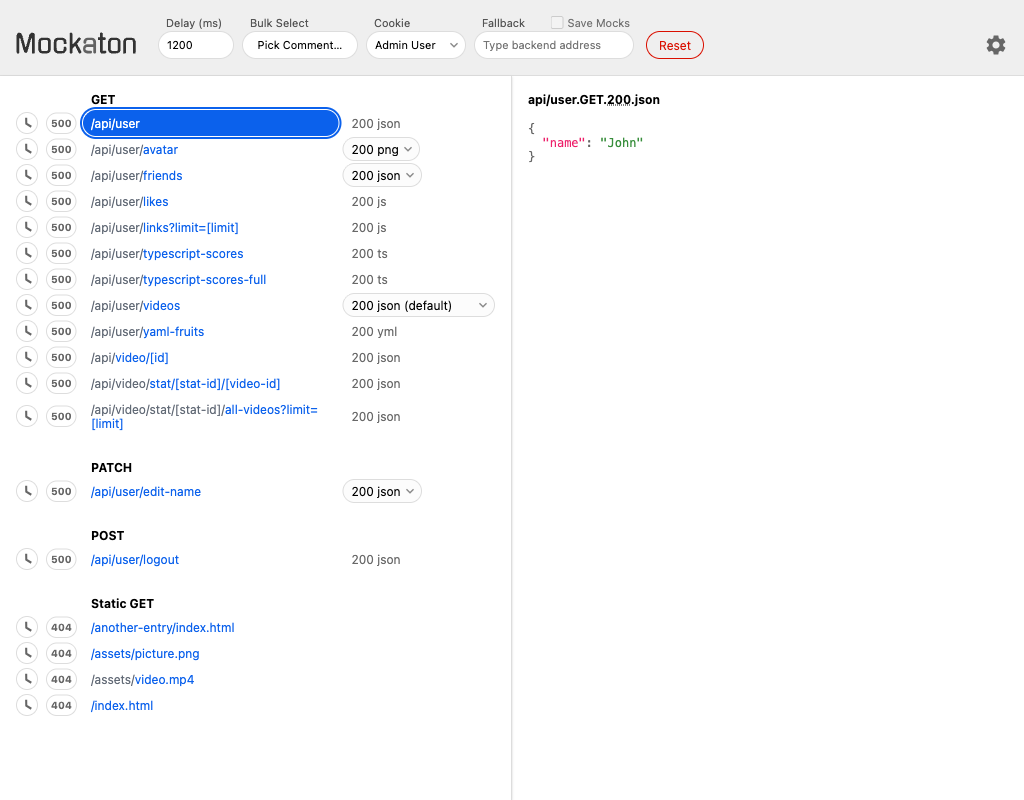 Mockaton
Delay (ms)
1200
Bulk Select
Pick Comment...
Cookie
Admin User
Fallback
Save Mocks
Type backend address
Reset
GET
500 /api/user 200 json
500 /api/user/avatar 200 png
500 /api/user/friends 200 json
500 /api/user/likes 200 js
500 /api/user/links?limit=[limit] 200 js
500 /api/user/typescript-scores 200 ts
500 /api/user/typescript-scores-full 200 ts
500 /api/user/videos 200 json (default)
500 /api/user/yaml-fruits 200 yml
500 /api/video/[id] 200 json
500 /api/video/stat/[stat-id]/[video-id] 200 json
500 /api/video/stat/[stat-id]/all-videos?limit= 200 json
[limit]
PATCH
500 /api/user/edit-name 200 json
POST
500 /api/user/logout 200 json
Static GET
404 /another-entry/index.html
404 /assets/picture.png
404 /assets/video.mp4
404 /index.html
api/user.GET.200.json
{
"name": "John"
}